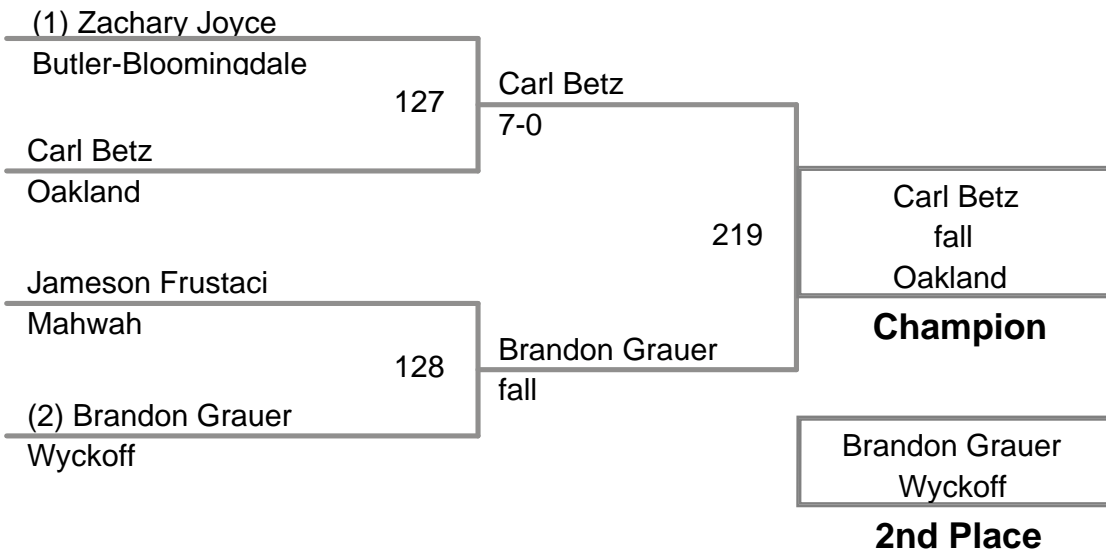 (1) Zachary Joyce
Butler-Bloomingdale
127
Carl Betz
7-0
Carl Betz
Oakland
219
Carl Betz
fall
Oakland
Champion
Jameson Frustaci
Mahwah
128
Brandon Grauer
fall
(2) Brandon Grauer
Wyckoff
Brandon Grauer
Wyckoff
2nd Place